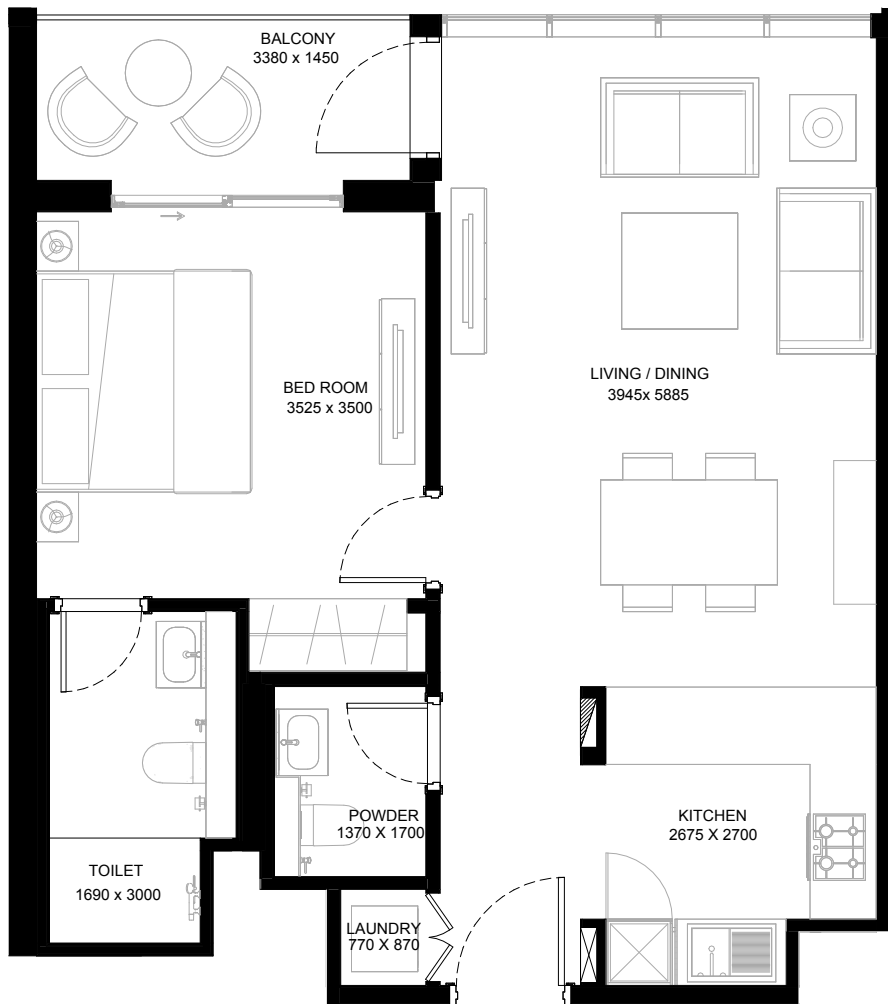 BALCONY
3380 x 1450
LIVING / DINING
3945x 5885
BED ROOM
3525 x 3500
POWDER
1370 X 1700
KITCHEN
2675 X 2700
TOILET
1690 x 3000
LAUNDRY
770 X 870